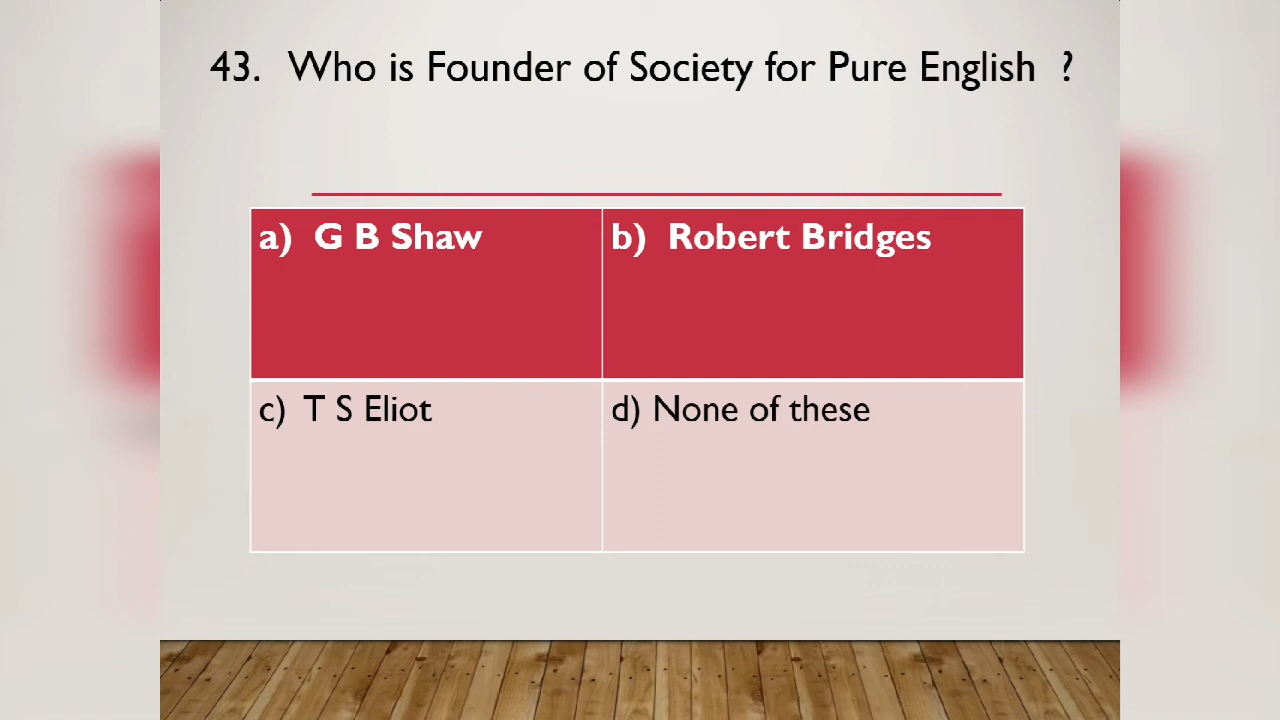 43. Who is Founder of Society for Pure English ?
a) G B Shaw
b) Robert Bridges
c) T S Eliot
d) None of these